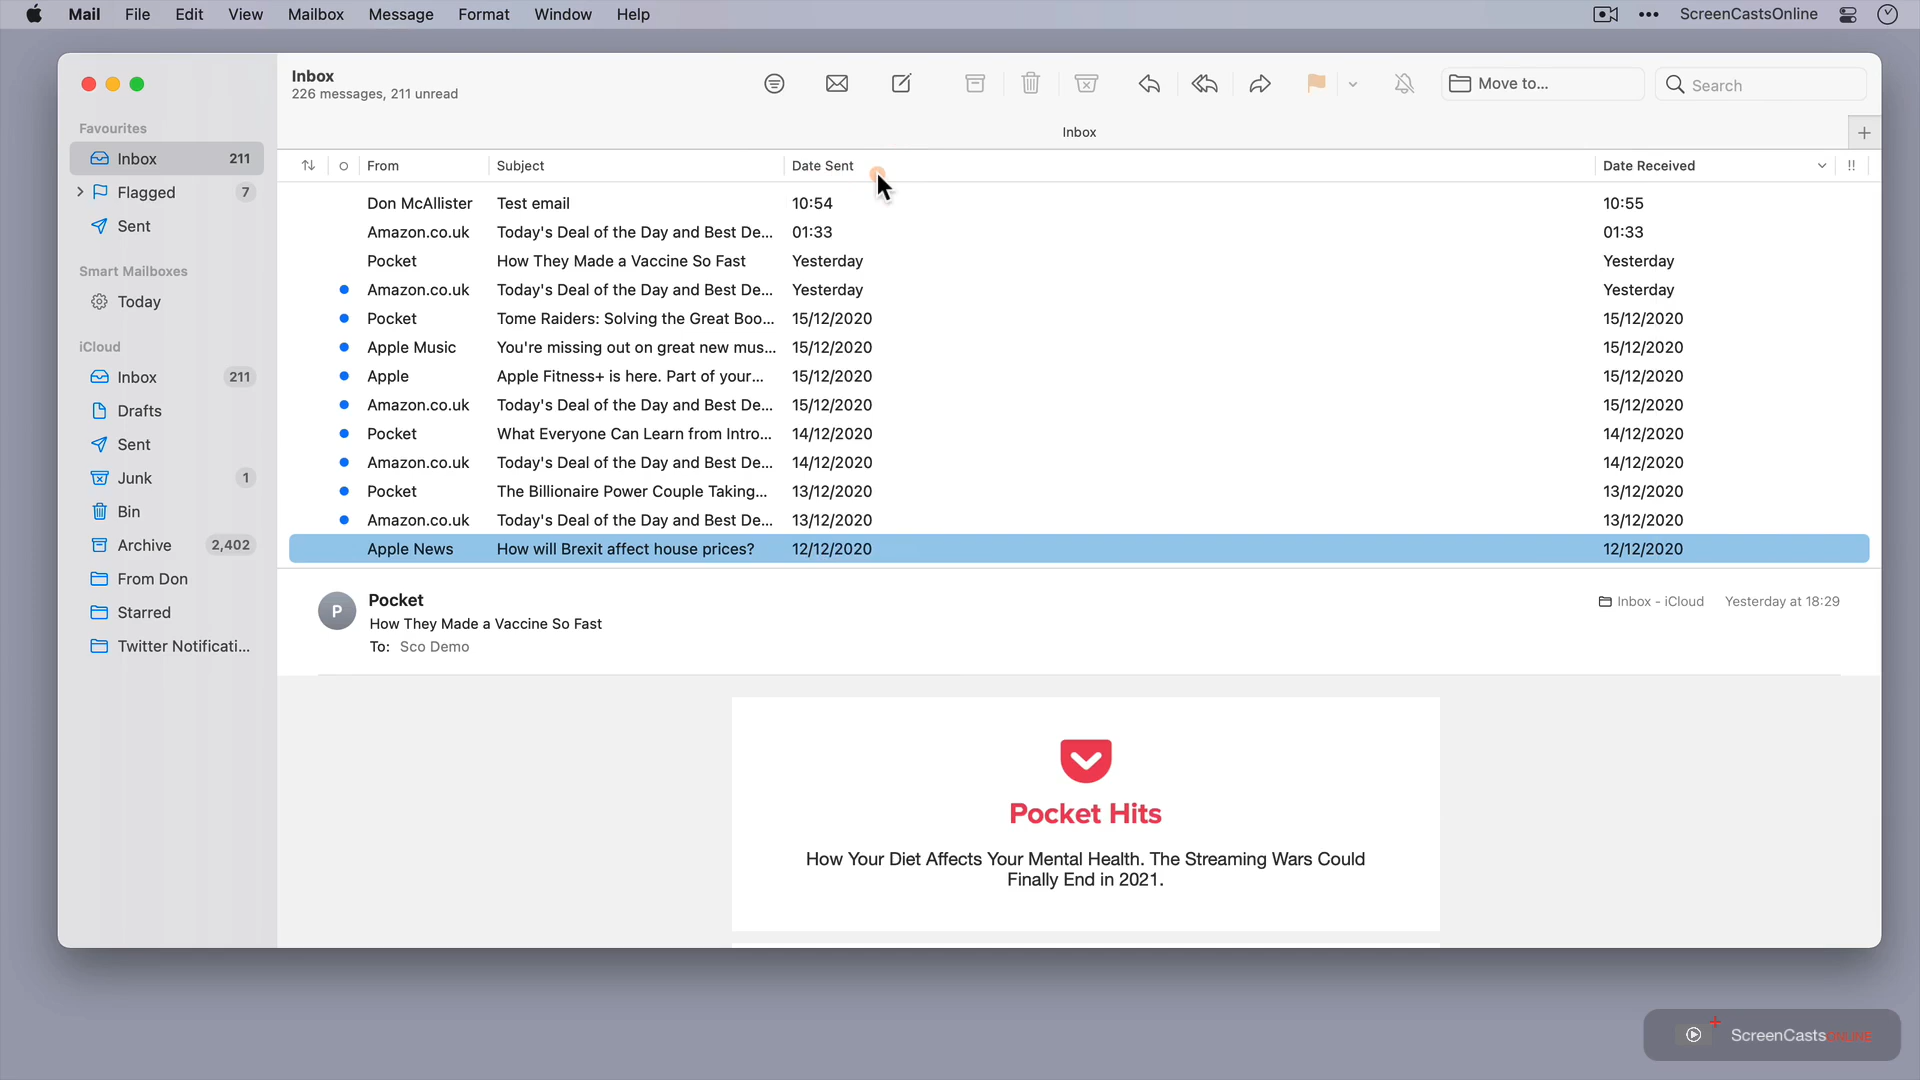 Mail File Edit View Mailbox Message Format Window Help ScreenCastsOnline
Inbox
226 messages, 211 unread
Move to...
Search
Favourites
Inbox 211
Flagged 7
Sent
Smart Mailboxes
Today
iCloud
Inbox 211
Drafts
Sent
Junk 1
Bin
Archive 2,402
From Don
Starred
Twitter Notificati...
Inbox
From Subject Date Sent Date Received !!
Don McAllister Test email 10:54 10:55
Amazon.co.uk Today's Deal of the Day and Best De... 01:33 01:33
Pocket How They Made a Vaccine So Fast Yesterday Yesterday
Amazon.co.uk Today's Deal of the Day and Best De... Yesterday Yesterday
Pocket Tome Raiders: Solving the Great Boo... 15/12/2020 15/12/2020
Apple Music You're missing out on great new mus... 15/12/2020 15/12/2020
Apple Apple Fitness+ is here. Part of your... 15/12/2020 15/12/2020
Amazon.co.uk Today's Deal of the Day and Best De... 15/12/2020 15/12/2020
Pocket What Everyone Can Learn from Intro... 14/12/2020 14/12/2020
Amazon.co.uk Today's Deal of the Day and Best De... 14/12/2020 14/12/2020
Pocket The Billionaire Power Couple Taking... 13/12/2020 13/12/2020
Amazon.co.uk Today's Deal of the Day and Best De... 13/12/2020 13/12/2020
Apple News How will Brexit affect house prices? 12/12/2020 12/12/2020
P
Pocket
Inbox - iCloud Yesterday at 18:29
How They Made a Vaccine So Fast
To: Sco Demo
Pocket Hits
How Your Diet Affects Your Mental Health. The Streaming Wars Could
Finally End in 2021.
ScreenCastsONLINE